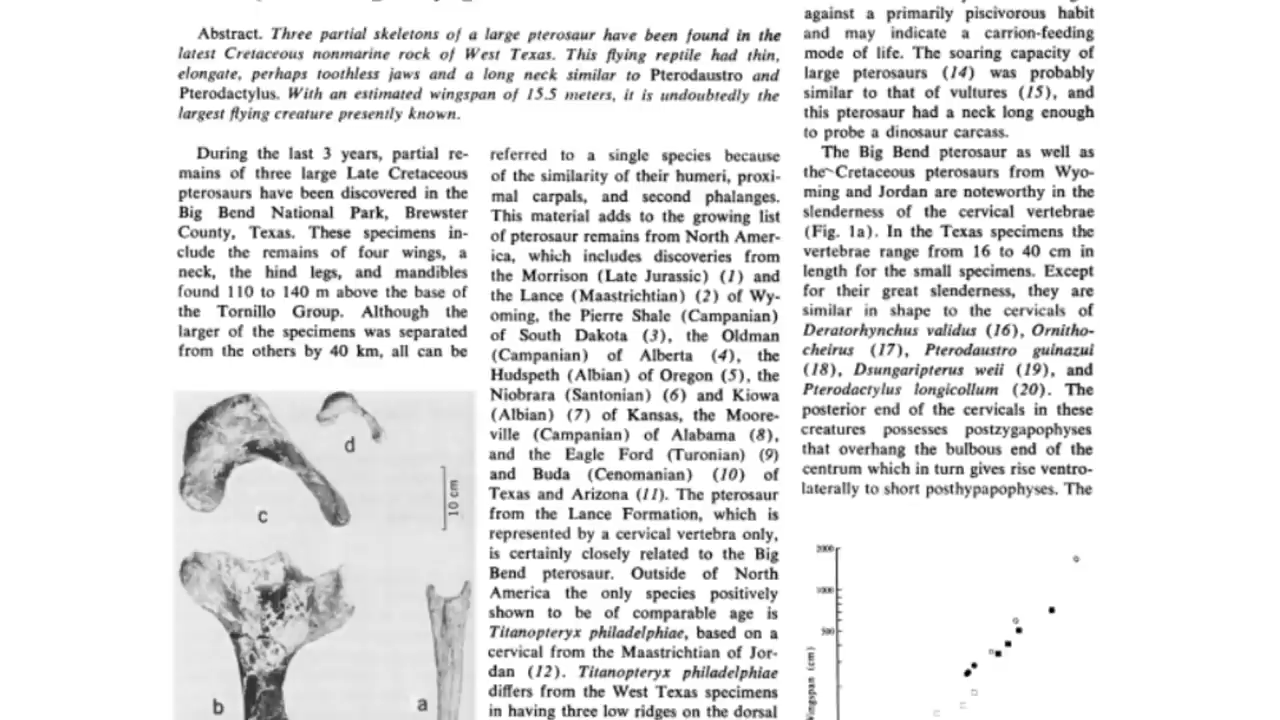 Abstract. Three partial skeletons of a large pterosaur have been found in the
latest Cretaceous nonmarine rock of West Texas. This flying reptile had thin,
elongate, perhaps toothless jaws and a long neck similar to Pterodaustro and
Pterodactylus. With an estimated wingspan of 15.5 meters, it is undoubtedly the
largest flying creature presently known.
During the last 3 years, partial re-
mains of three large Late Cretaceous
pterosaurs have been discovered in the
Big Bend National Park, Brewster
County, Texas. These specimens in-
clude the remains of four wings, a
neck, the hind legs, and mandibles
found 110 to 140 m above the base of
the Tornillo Group. Although the
larger of the specimens was separated
from the others by 40 km, all can be
d
c
10 cm
b
a
referred to a single species because
of the similarity of their humeri, proxi-
mal carpals, and second phalanges.
This material adds to the growing list
of pterosaur remains from North Amer-
ica, which includes discoveries from
the Morrison (Late Jurassic) (1) and
the Lance (Maastrichtian) (2) of Wy-
oming, the Pierre Shale (Campanian)
of South Dakota (3), the Oldman
(Campanian) of Alberta (4), the
Hudspeth (Albian) of Oregon (5), the
Niobrara (Santonian) (6) and Kiowa
(Albian) (7) of Kansas, the Moore-
ville (Campanian) of Alabama (8),
and the Eagle Ford (Turonian) (9)
and Buda (Cenomanian) (10) of
Texas and Arizona (11). The pterosaur
from the Lance Formation, which is
represented by a cervical vertebra only,
is certainly closely related to the Big
Bend pterosaur. Outside of North
America the only species positively
shown to be of comparable age is
Titanopteryx philadelphiae, based on a
cervical from the Maastrichtian of Jor-
dan (12). Titanopteryx philadelphiae
differs from the West Texas specimens
in having three low ridges on the dorsal
against a primarily piscivorous habit
and may indicate a carrion-feeding
mode of life. The soaring capacity of
large pterosaurs (14) was probably
similar to that of vultures (15), and
this pterosaur had a neck long enough
to probe a dinosaur carcass.
The Big Bend pterosaur as well as
the Cretaceous pterosaurs from Wyo-
ming and Jordan are noteworthy in the
slenderness of the cervical vertebrae
(Fig. 1a). In the Texas specimens the
vertebrae range from 16 to 40 cm in
length for the small specimens. Except
for their great slenderness, they are
similar in shape to the cervicals of
Deratorhynchus validus (16), Ornitho-
cheirus (17), Pterodaustro guinazui
(18), Dsungaripterus weii (19), and
Pterodactylus longicollum (20). The
posterior end of the cervicals in these
creatures possesses postzygapophyses
that overhang the bulbous end of the
centrum which in turn gives rise ventro-
laterally to short posthypapophyses. The
2000
1000
500
Wingspan (cm)